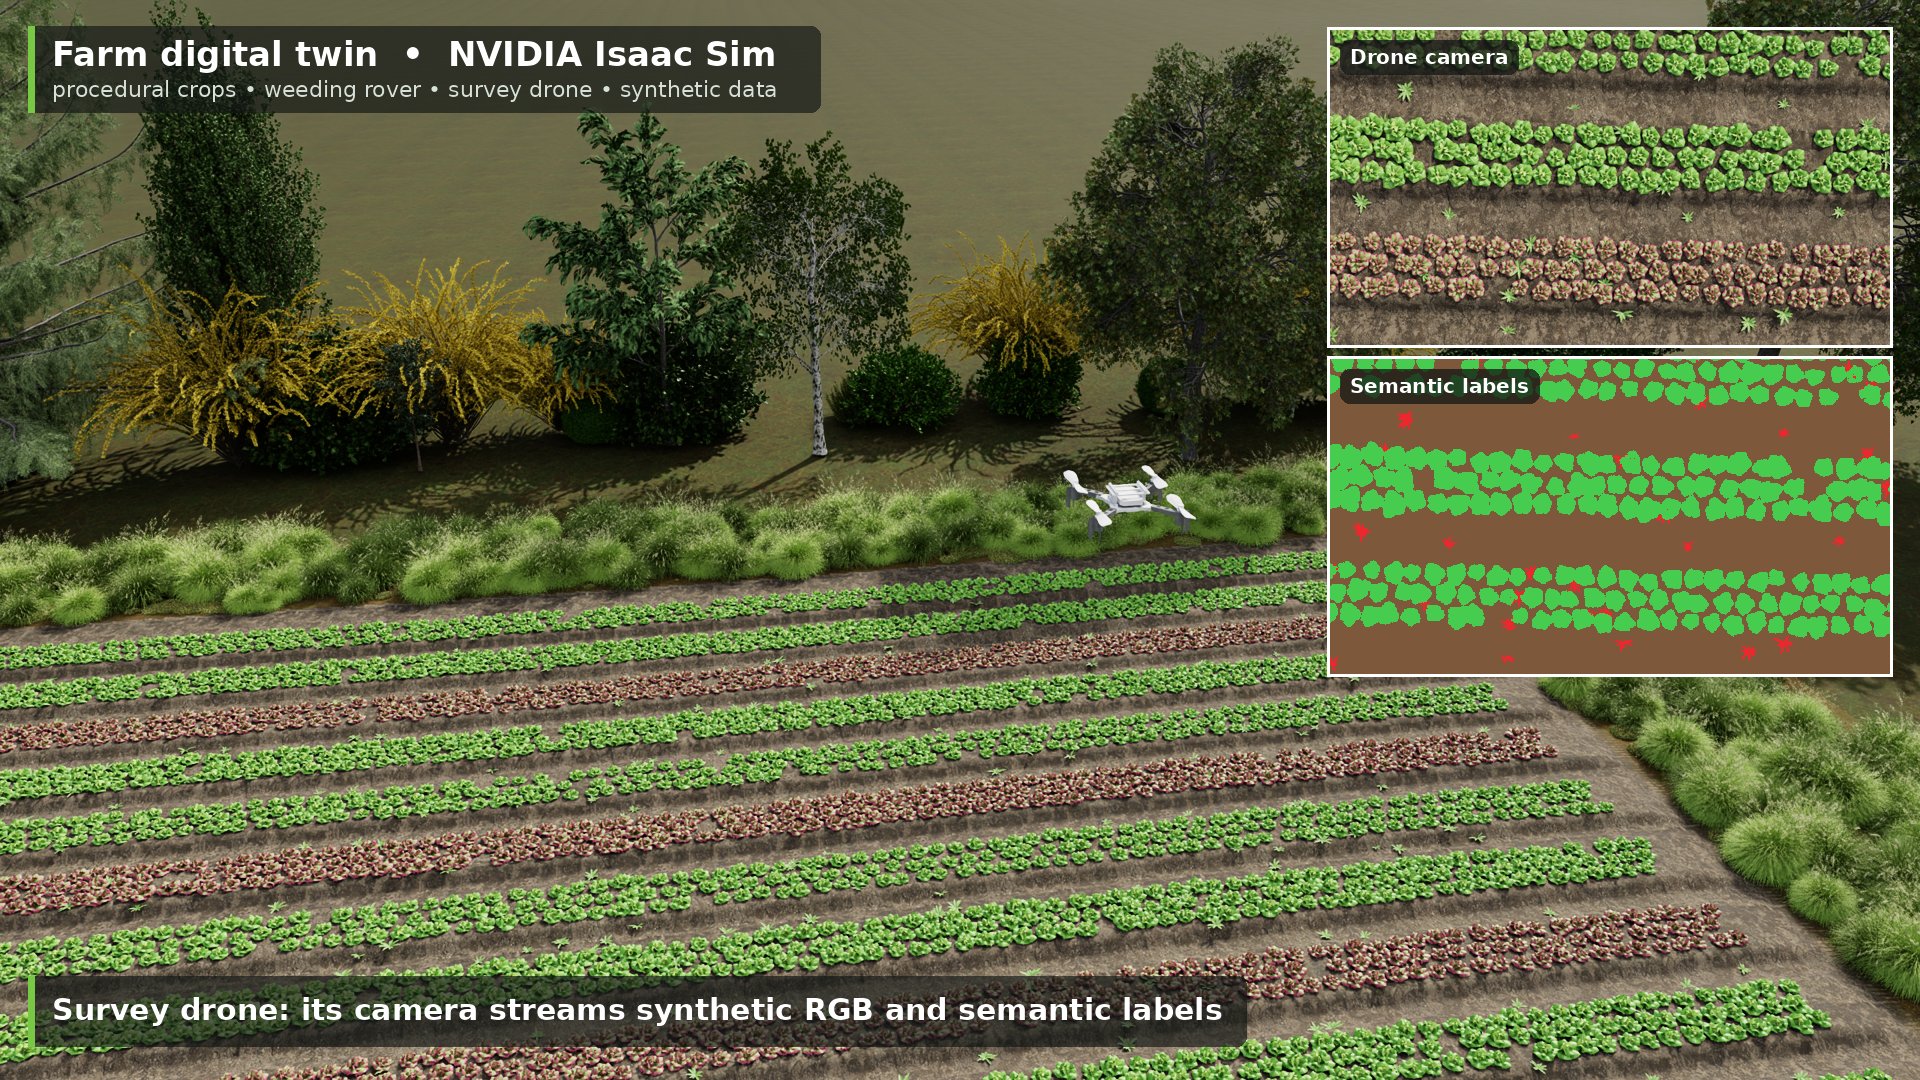 Farm digital twin • NVIDIA Isaac Sim
procedural crops • weeding rover • survey drone • synthetic data
Drone camera
Semantic labels
Survey drone: its camera streams synthetic RGB and semantic labels